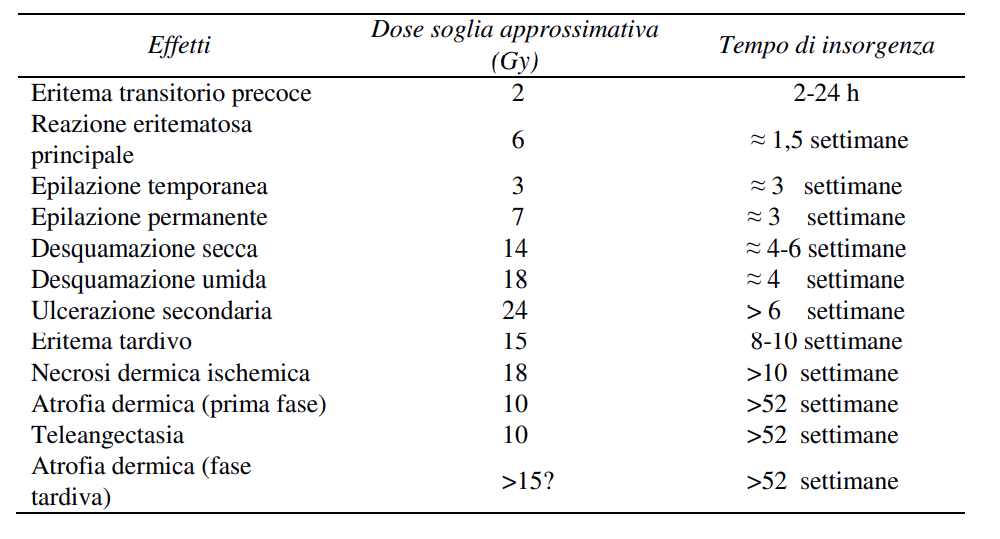 Effetti Dose soglia approssimativa (Gy) Tempo di insorgenza
Eritema transitorio precoce 2 2-24 h
Reazione eritematosa principale 6 ≈ 1,5 settimane
Epilazione temporanea 3 ≈ 3 settimane
Epilazione permanente 7 ≈ 3 settimane
Desquamazione secca 14 ≈ 4-6 settimane
Desquamazione umida 18 ≈ 4 settimane
Ulcerazione secondaria 24 > 6 settimane
Eritema tardivo 15 8-10 settimane
Necrosi dermica ischemica 18 >10 settimane
Atrofia dermica (prima fase) 10 >52 settimane
Teleangectasia 10 >52 settimane
Atrofia dermica (fase tardiva) >15? >52 settimane